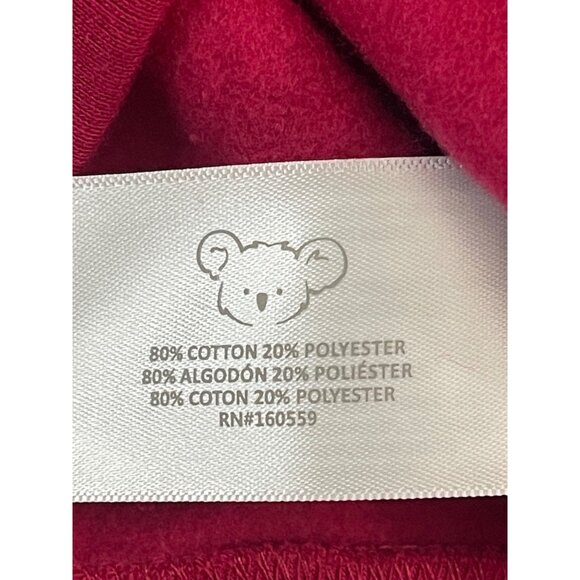 80% COTTON 20% POLYESTER
80% ALGODÓN 20% POLIÉSTER
80% COTON 20% POLYESTER
RN#160559